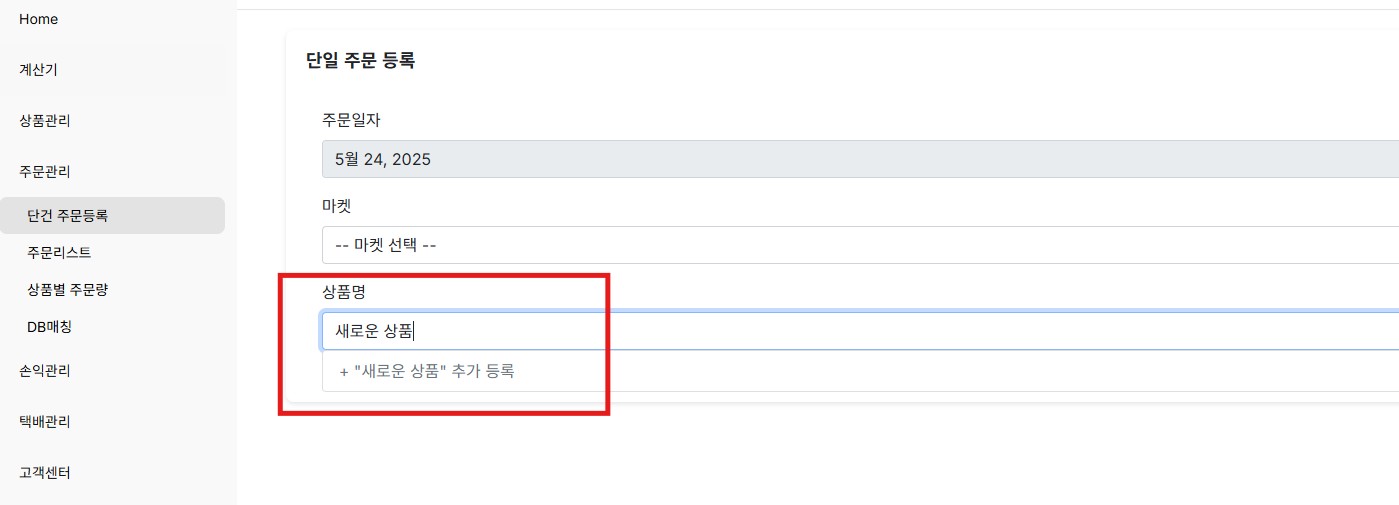 Home
계산기
상품관리
주문관리
단건 주문등록
주문리스트
상품별 주문량
DB매칭
손익관리
택배관리
고객센터
단일 주문 등록
주문일자
5월 24, 2025
마켓
-- 마켓 선택 --
상품명
새로운 상품
+ "새로운 상품" 추가 등록